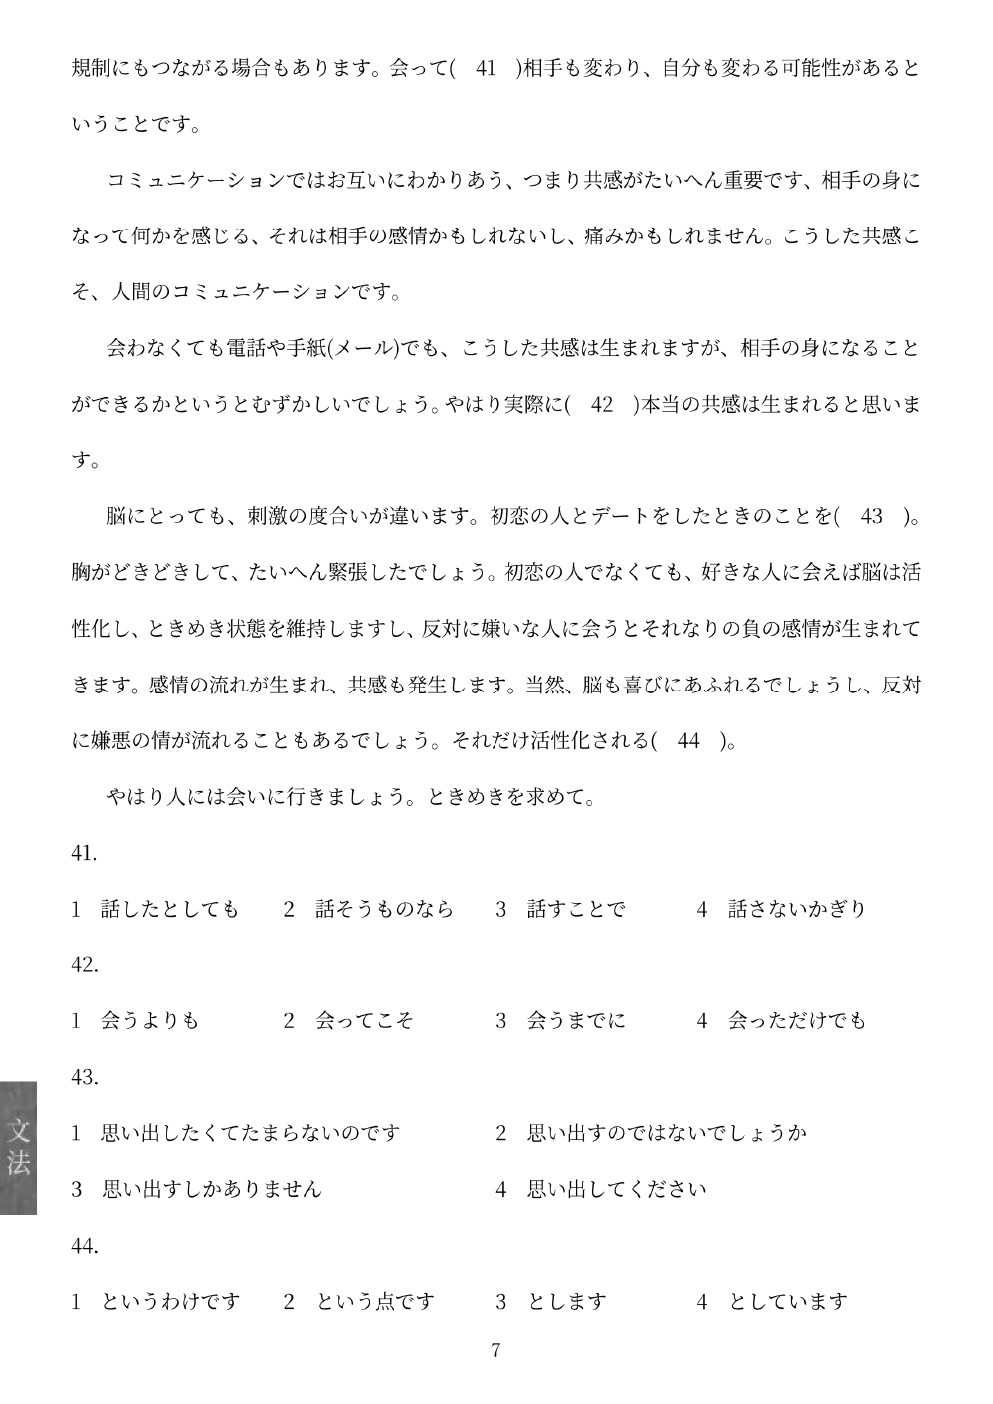 規制にもつながる場合もあります。会って(　41　)相手も変わり、自分も変わる可能性があると
いうことです。
コミュニケーションではお互いにわかりあう、つまり共感がたいへん重要です、相手の身に
なって何かを感じる、それは相手の感情かもしれないし、痛みかもしれません。こうした共感こ
そ、人間のコミュニケーションです。
会わなくても電話や手紙(メール)でも、こうした共感は生まれますが、相手の身になること
ができるかというとむずかしいでしょう。やはり実際に(　42　)本当の共感は生まれると思いま
す。
脳にとっても、刺激の度合いが違います。初恋の人とデートをしたときのことを(　43　)。
胸がどきどきして、たいへん緊張したでしょう。初恋の人でなくても、好きな人に会えば脳は活
性化し、ときめき状態を維持しますし、反対に嫌いな人に会うとそれなりの負の感情が生まれて
きます。感情の流れが生まれ、共感も発生します。当然、脳も喜びにあふれるでしょうし、反対
に嫌悪の情が流れることもあるでしょう。それだけ活性化される(　44　)。
やはり人には会いに行きましょう。ときめきを求めて。
41.
1　話したとしても　2　話そうものなら　3　話すことで　4　話さないかぎり
42.
1　会うよりも　2　会ってこそ　3　会うまでに　4　会っただけでも
43.
1　思い出したくてたまらないのです　2　思い出すのではないでしょうか
3　思い出すしかありません　4　思い出してください
44.
1　というわけです　2　という点です　3　とします　4　としています
文法
7